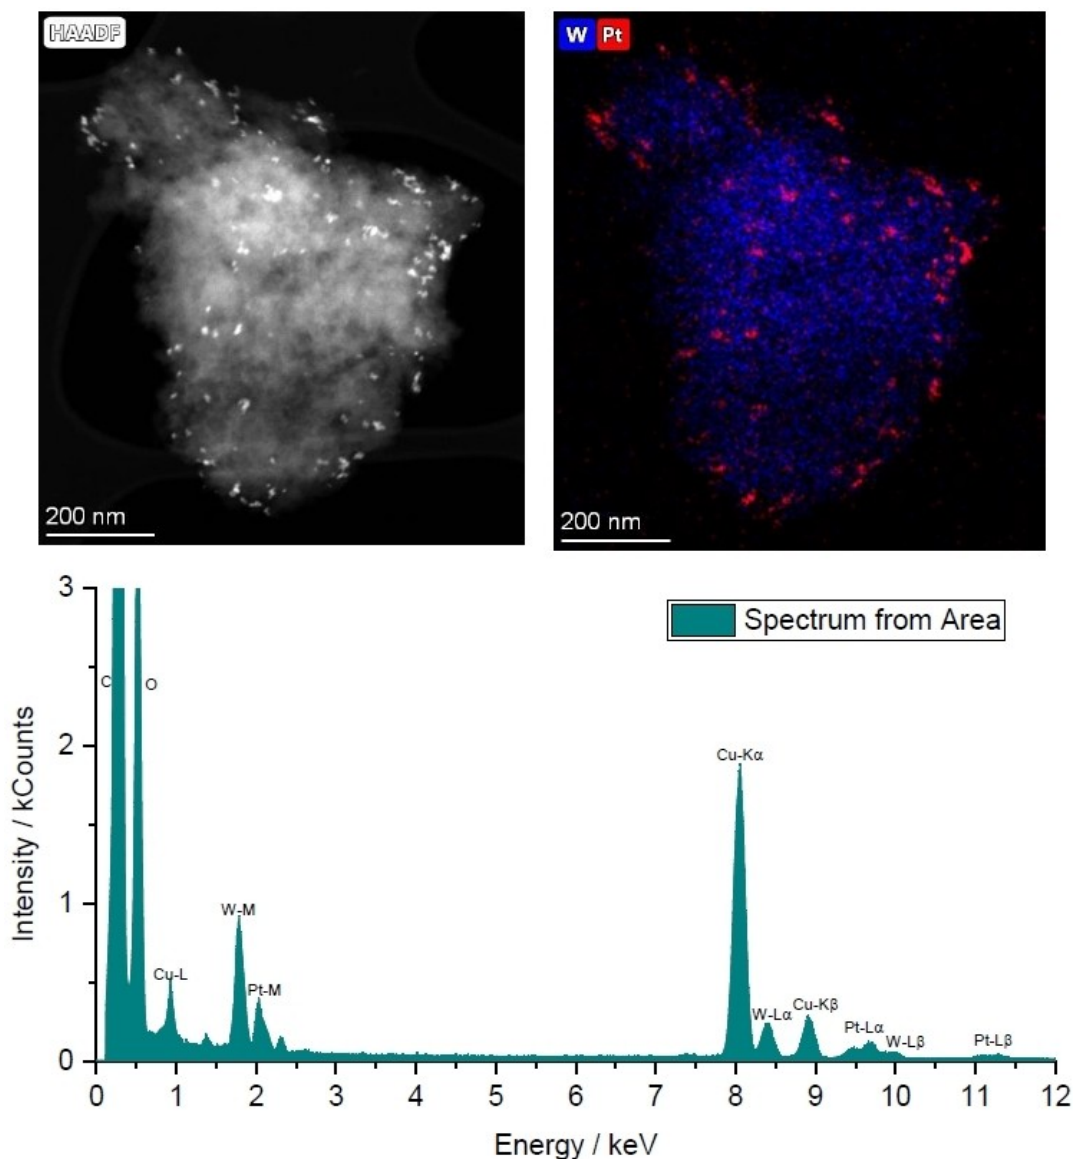 HAADF
W Pt
200 nm
200 nm
3
2
1
0
Intensity / kCounts
Spectrum from Area
C
O
Cu-L
W-M
Pt-M
Cu-Kα
W-Lα
Cu-Kβ
Pt-Lα
W-Lβ
Pt-Lβ
0 1 2 3 4 5 6 7 8 9 10 11 12
Energy / keV